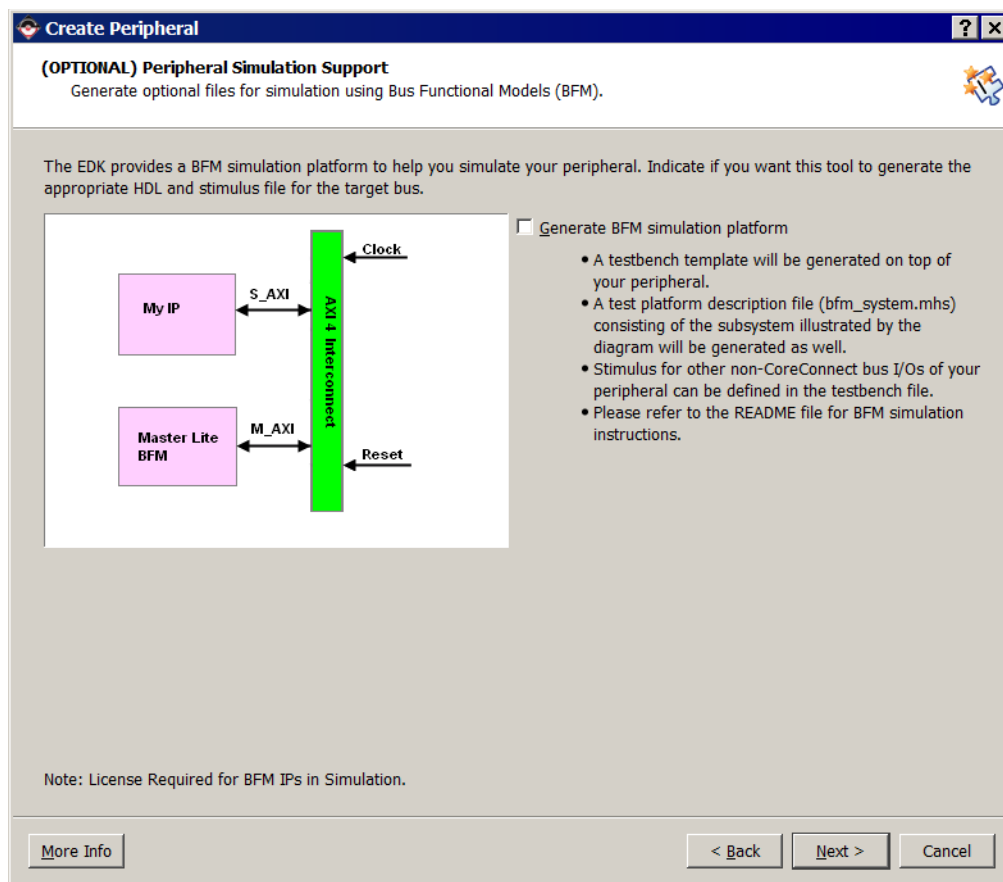 Create Peripheral
(OPTIONAL) Peripheral Simulation Support
Generate optional files for simulation using Bus Functional Models (BFM).
The EDK provides a BFM simulation platform to help you simulate your peripheral. Indicate if you want this tool to generate the
appropriate HDL and stimulus file for the target bus.
My IP
S_AXI
Master Lite
BFM
M_AXI
AXI 4 Interconnect
Clock
Reset
Generate BFM simulation platform
• A testbench template will be generated on top of
your peripheral.
• A test platform description file (bfm_system.mhs)
consisting of the subsystem illustrated by the
diagram will be generated as well.
• Stimulus for other non-CoreConnect bus I/Os of your
peripheral can be defined in the testbench file.
• Please refer to the README file for BFM simulation
instructions.
Note: License Required for BFM IPs in Simulation.
More Info
< Back
Next >
Cancel